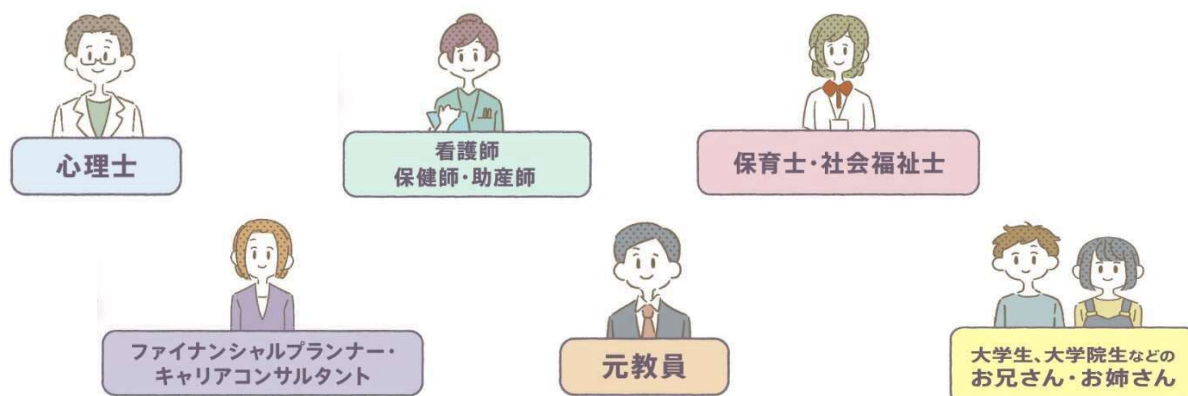 心理士
看護師
保健師・助産師
保育士・社会福祉士
ファイナンシャルプランナー・
キャリアコンサルタント
元教員
大学生、大学院生などの
お兄さん・お姉さん